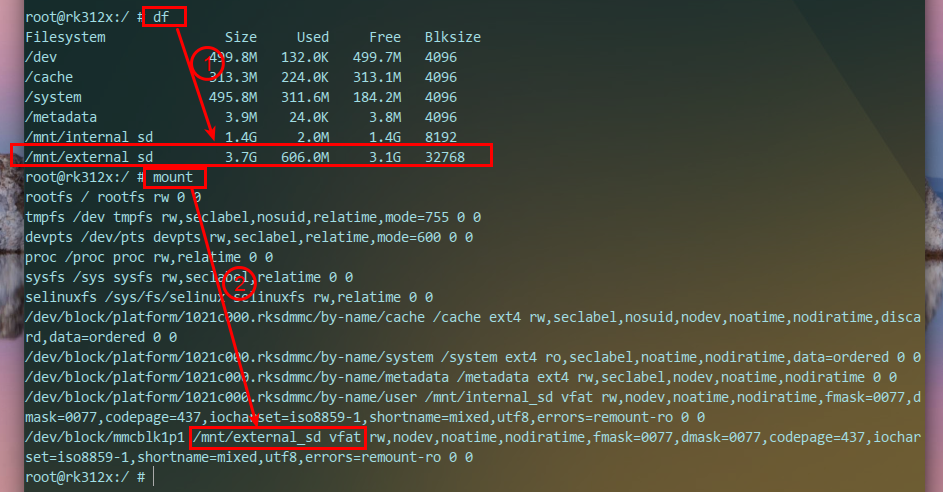 root@rk312x:/ # df
Filesystem Size Used Free Blksize
/dev 499.8M 132.0K 499.7M 4096
/cache 313.3M 224.0K 313.1M 4096
/system 495.8M 311.6M 184.2M 4096
/metadata 3.9M 24.0K 3.8M 4096
/mnt/internal_sd 1.4G 2.0M 1.4G 8192
/mnt/external_sd 3.7G 606.0M 3.1G 32768
root@rk312x:/ # mount
rootfs / rootfs rw 0 0
tmpfs /dev tmpfs rw,seclabel,nosuid,relatime,mode=755 0 0
devpts /dev/pts devpts rw,seclabel,relatime,mode=600 0 0
proc /proc proc rw,relatime 0 0
sysfs /sys sysfs rw,seclabel,relatime 0 0
selinuxfs /sys/fs/selinux selinuxfs rw,relatime 0 0
/dev/block/platform/1021c000.rksdmmc/by-name/cache /cache ext4 rw,seclabel,nosuid,nodev,noatime,nodiratime,disca
rd,data=ordered 0 0
/dev/block/platform/1021c000.rksdmmc/by-name/system /system ext4 ro,seclabel,noatime,nodiratime,data=ordered 0 0
/dev/block/platform/1021c000.rksdmmc/by-name/metadata /metadata ext4 rw,seclabel,nodev,noatime,nodiratime 0 0
/dev/block/platform/1021c000.rksdmmc/by-name/user /mnt/internal_sd vfat rw,nodev,noatime,nodiratime,fmask=0077,d
mask=0077,codepage=437,iocharset=iso8859-1,shortname=mixed,utf8,errors=remount-ro 0 0
/dev/block/mmcblk1p1 /mnt/external_sd vfat rw,nodev,noatime,nodiratime,fmask=0077,dmask=0077,codepage=437,iochar
set=iso8859-1,shortname=mixed,utf8,errors=remount-ro 0 0
root@rk312x:/ #
①
②